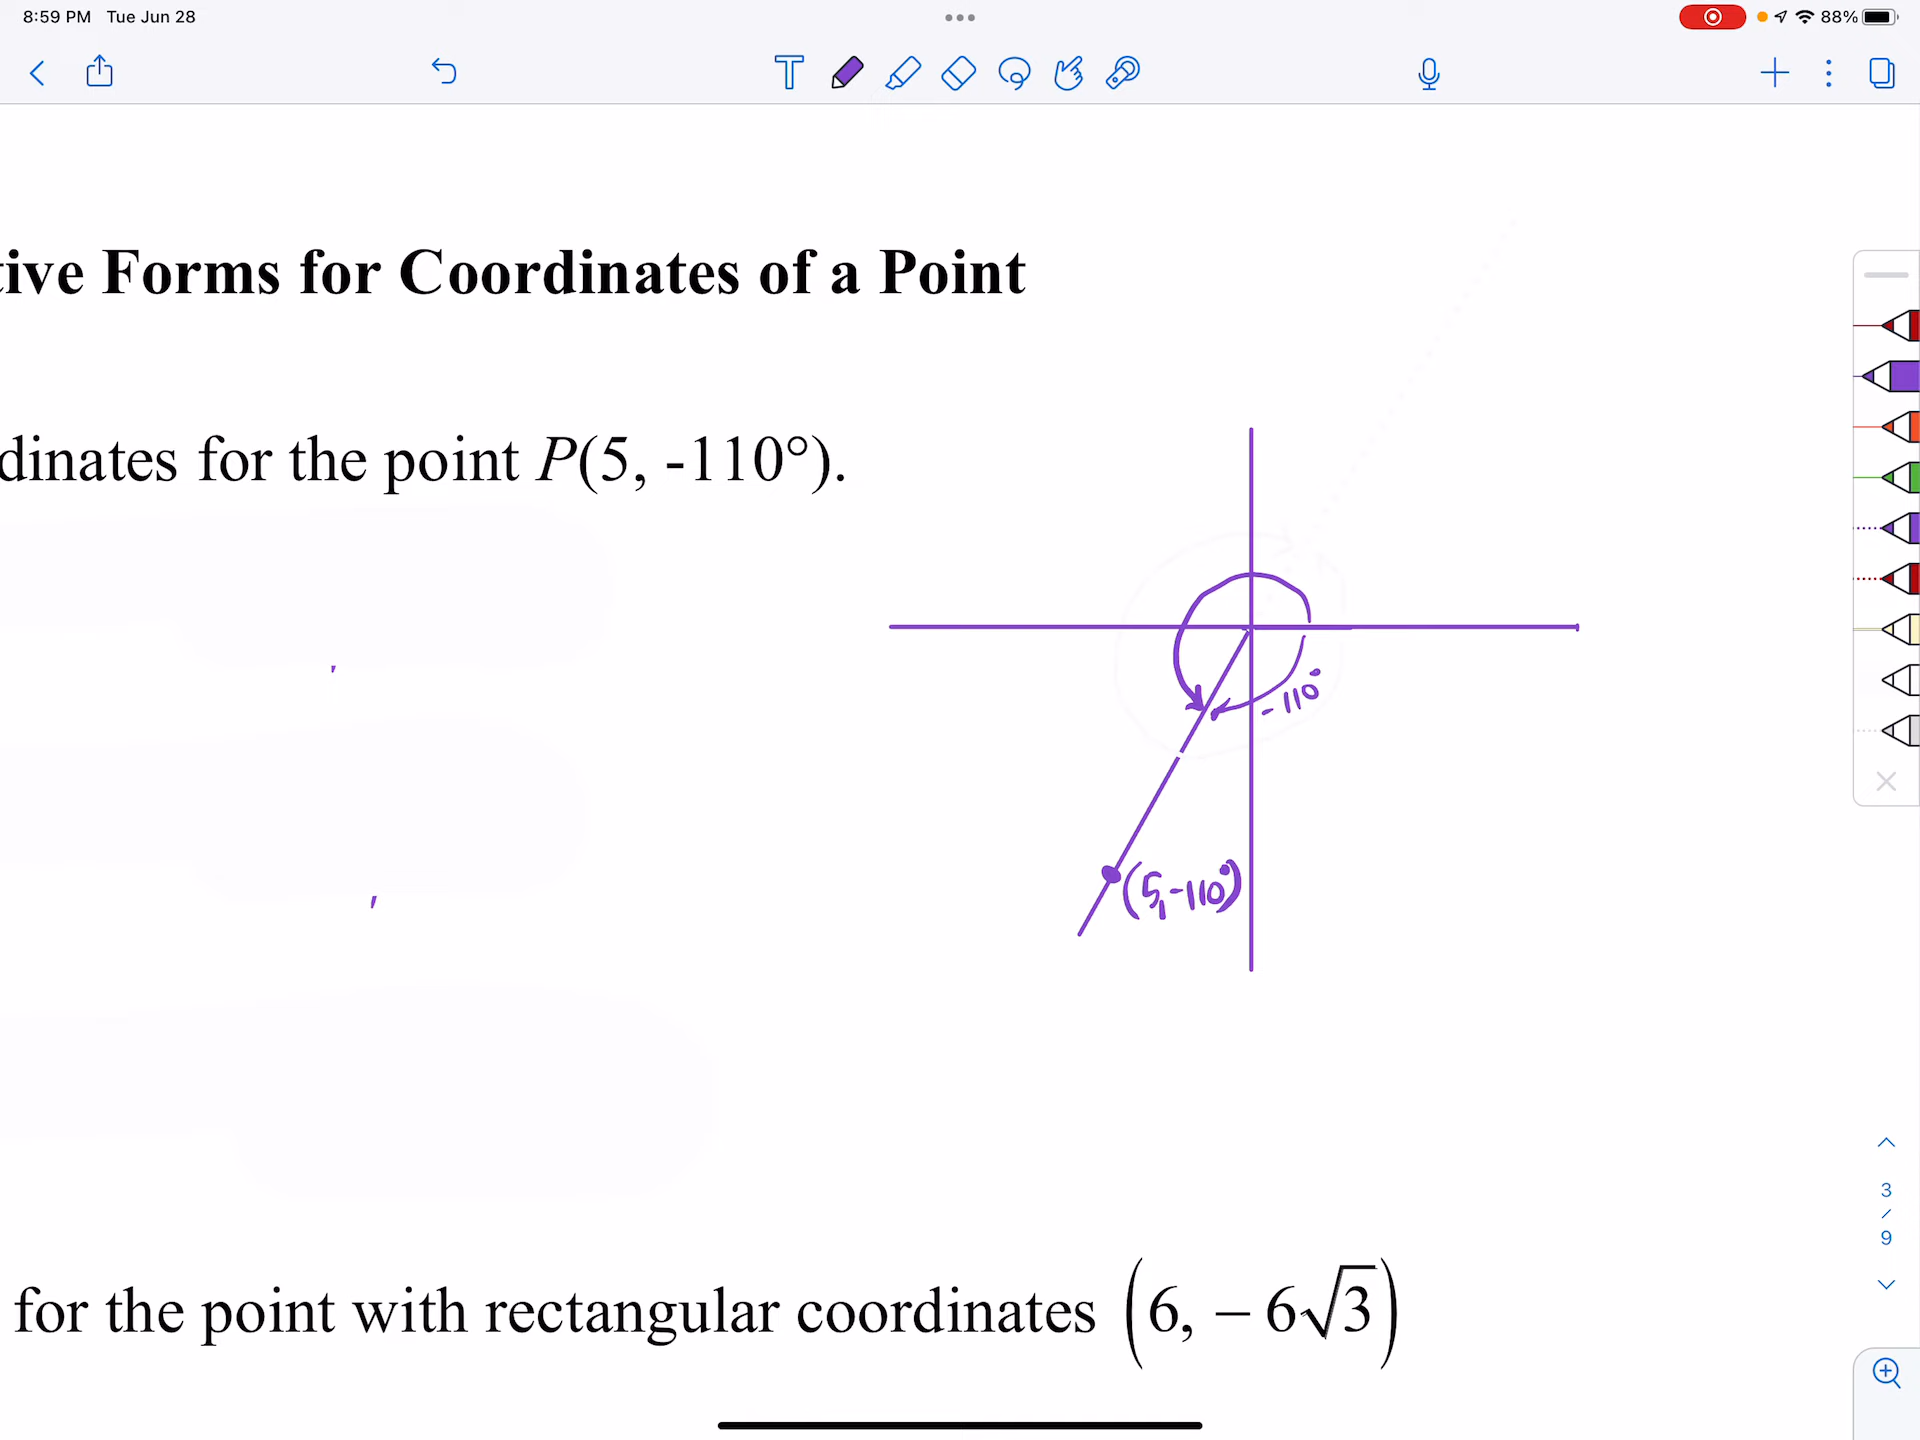 8:59 PM Tue Jun 28
88%
T
tive Forms for Coordinates of a Point
dinates for the point P(5, -110°).
-110°
(5, -110°)
3
/
9
for the point with rectangular coordinates (6, – 6√3)